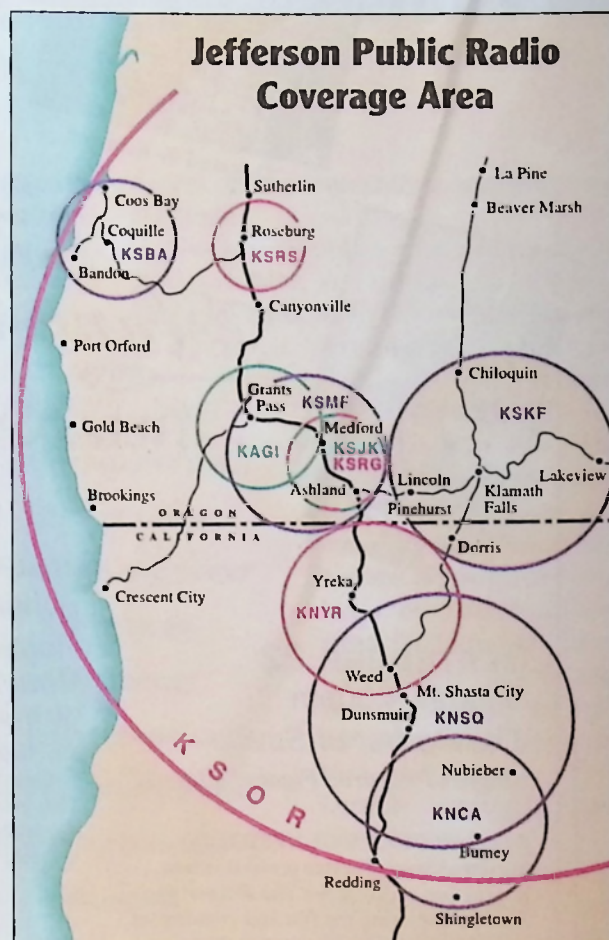 Jefferson Public Radio
Coverage Area
La Pine
Sutherlin
Beaver Marsh
Coos Bay
Coquille
KSBA
Bandon
Roseburg
KSRS
Canyonville
Port Orford
Chiloquin
Grants
Pass
KSMF
KSKF
Gold Beach
KAGI
Medford
KSJK
KSRG
Lakeview
Lincoln
Ashland
Pinehurst
Klamath
Falls
Brookings
OREGON
CALIFORNIA
Dorris
Yreka
Crescent City
KNYR
Weed
Mt. Shasta City
Dunsmuir
KNSQ
KSOR
Nubieber
KNCA
Burney
Redding
Shingletown